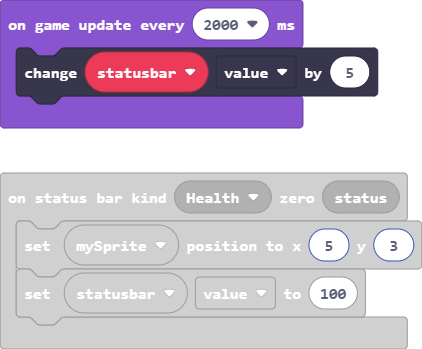 on game update every 2000 ms
change statusbar value by 5
on status bar kind Health zero status
set mySprite position to x 5 y 3
set statusbar value to 100